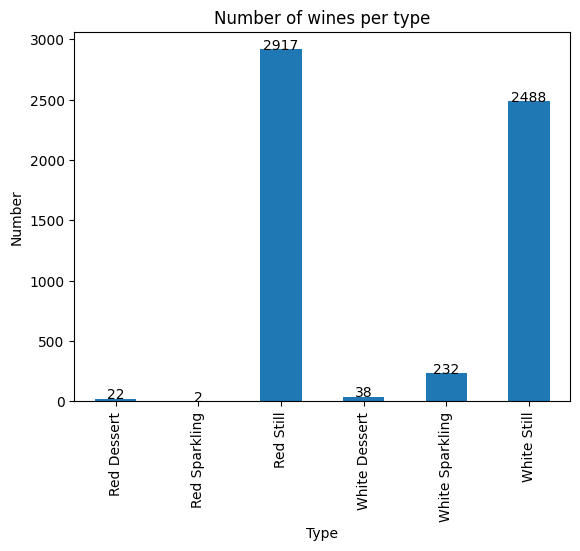 Number of wines per type
Number
3000
2500
2000
1500
1000
500
0
22
2
2917
38
232
2488
Red Dessert
Red Sparkling
Red Still
White Dessert
White Sparkling
White Still
Type